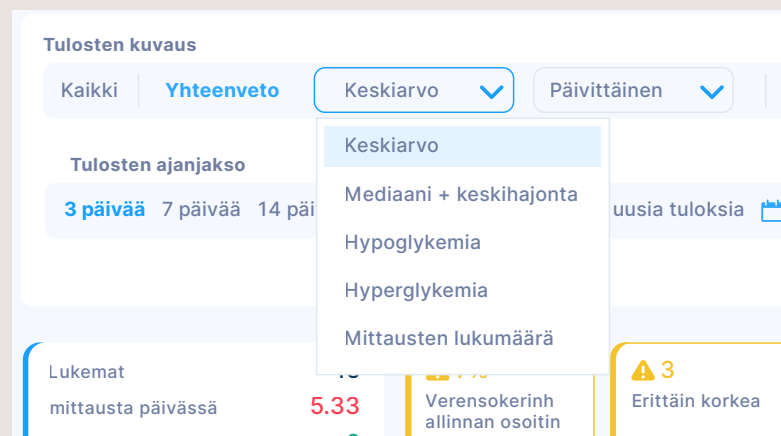 Tulosten kuvaus
Kaikki Yhteenveto Keskiarvo Päivittäinen
Keskiarvo
Tulosten ajanjakso
Mediaani + keskihajonta
3 päivää 7 päivää 14 uusia tuloksia
Hypoglykemia
Hyperglykemia
Mittausten lukumäärä
Lukemat
mittausta päivässä 5.33
Verensokerinh
allinnan osoitin
3
Erittäin korkea